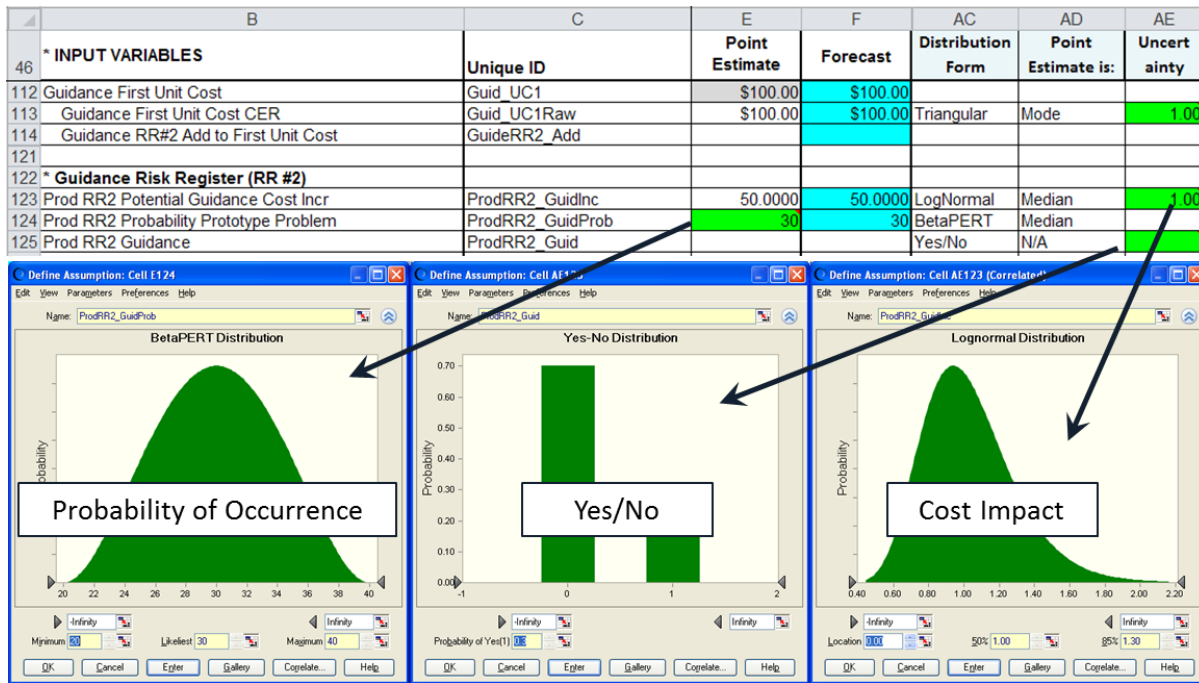 B C E F AC AD AE
46 * INPUT VARIABLES Unique ID Point Estimate Forecast Distribution Form Point Estimate is: Uncert ainty
112 Guidance First Unit Cost Guid_UC1 $100.00 $100.00
113 Guidance First Unit Cost CER Guid_UC1Raw $100.00 $100.00 Triangular Mode 1.00
114 Guidance RR#2 Add to First Unit Cost GuideRR2_Add
121
122 * Guidance Risk Register (RR #2)
123 Prod RR2 Potential Guidance Cost Incr ProdRR2_GuidInc 50.0000 50.0000 LogNormal Median 1.00
124 Prod RR2 Probability Prototype Problem ProdRR2_GuidProb 30 30 BetaPERT Median
125 Prod RR2 Guidance ProdRR2_Guid Yes/No N/A
Define Assumption: Cell E124
Edit View Parameters Preferences Help
Name: ProdRR2_GuidProb
BetaPERT Distribution
Probability
Probability of Occurrence
20 22 24 26 28 30 32 34 36 38 40
-Infinity Infinity
Minimum 20 Likeliest 30 Maximum 40
OK Cancel Enter Gallery Correlate... Help
Define Assumption: Cell
Edit View Parameters Preferences Help
Name: ProdRR2_Guid
Yes-No Distribution
Probability
0.70
0.60
0.50
0.40
0.30
0.20
0.10
0.00
Yes/No
-1 0 1 2
-Infinity Infinity
Probability of Yes(1) 0.3
OK Cancel Enter Gallery Correlate... Help
Define Assumption: Cell AE123 (Correlated)
Edit View Parameters Preferences Help
Name:
Lognormal Distribution
Probability
Cost Impact
0.40 0.60 0.80 1.00 1.20 1.40 1.60 1.80 2.00 2.20
-Infinity Infinity
Location 0.00 50% 1.00 85% 1.30
OK Cancel Enter Gallery Correlate... Help